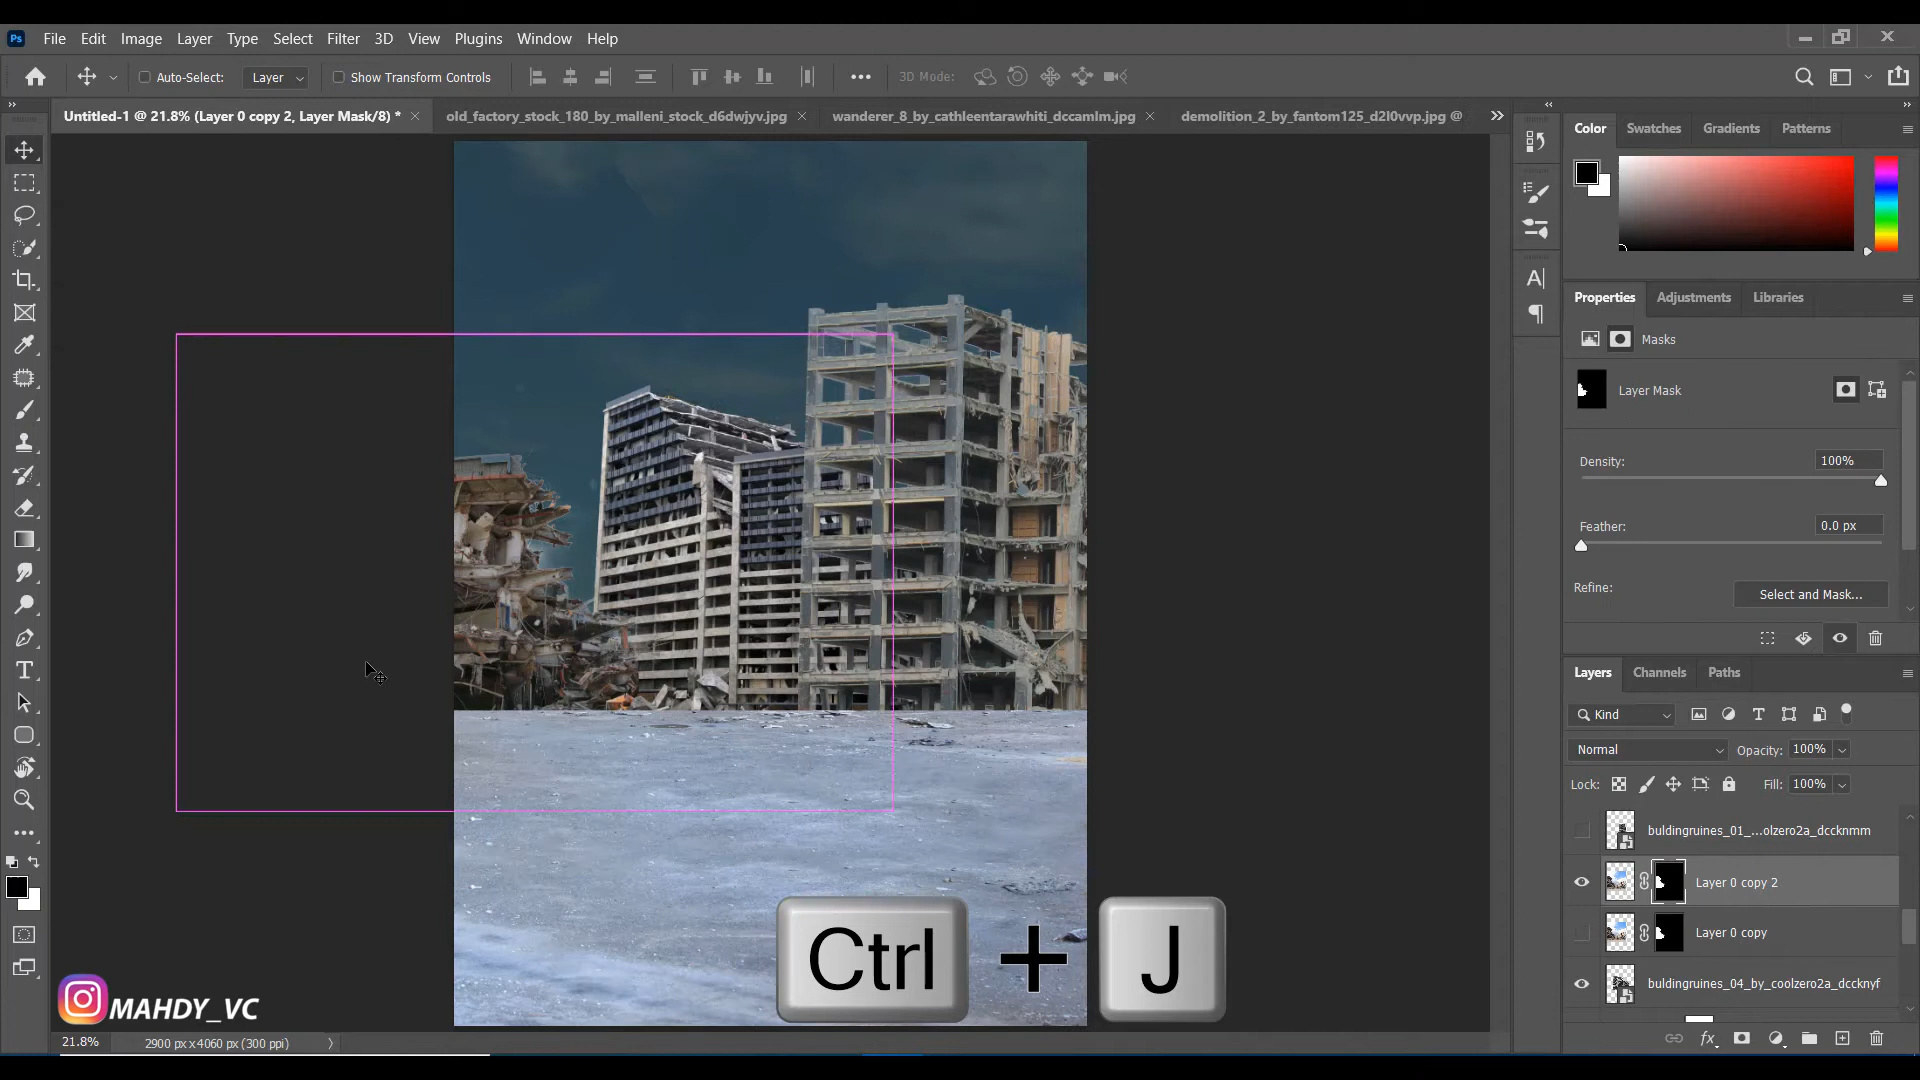 Ps File Edit Image Layer Type Select Filter 3D View Plugins Window Help
Auto-Select: Layer Show Transform Controls 3D Mode:
Untitled-1 @ 21.8% (Layer 0 copy 2, Layer Mask/8) * old_factory_stock_180_by_malleni_stock_d6dwjyv.jpg wanderer_8_by_cathleentarawhiti_dccamlm.jpg demolition_2_by_fantom125_d2l0vvp.jpg @
Color Swatches Gradients Patterns
Properties Adjustments Libraries
Masks
Layer Mask
Density: 100%
Feather: 0.0 px
Refine: Select and Mask...
Layers Channels Paths
Kind
Normal Opacity: 100%
Lock: Fill: 100%
buldingruines_01_...olzero2a_dccknmm
Layer 0 copy 2
Layer 0 copy
buldingruines_04_by_coolzero2a_dccknyf
Ctrl + J
MAHDY_VC
21.8% 2900 px x 4060 px (300 ppi)